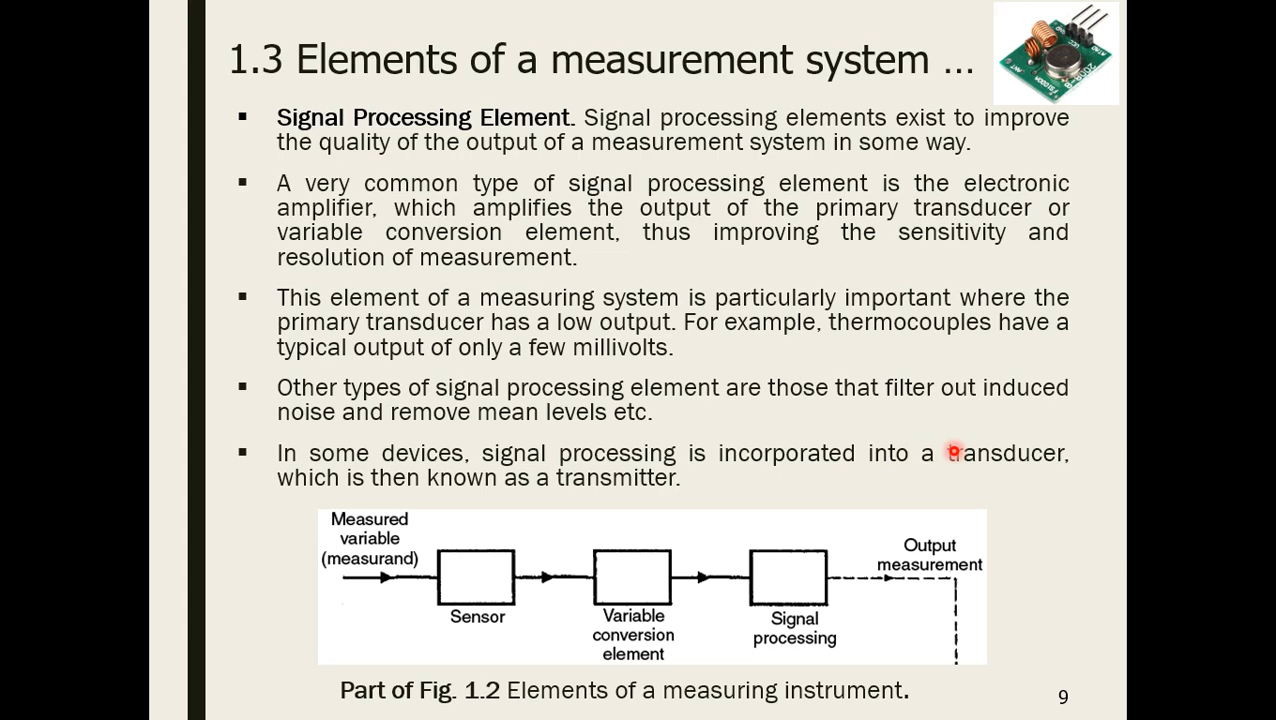 1.3 Elements of a measurement system …
▪ Signal Processing Element. Signal processing elements exist to improve
the quality of the output of a measurement system in some way.
▪ A very common type of signal processing element is the electronic
amplifier, which amplifies the output of the primary transducer or
variable conversion element, thus improving the sensitivity and
resolution of measurement.
▪ This element of a measuring system is particularly important where the
primary transducer has a low output. For example, thermocouples have a
typical output of only a few millivolts.
▪ Other types of signal processing element are those that filter out induced
noise and remove mean levels etc.
▪ In some devices, signal processing is incorporated into a transducer,
which is then known as a transmitter.
Measured
variable
(measurand)
Sensor
Variable
conversion
element
Signal
processing
Output
measurement
Part of Fig. 1.2 Elements of a measuring instrument.
9